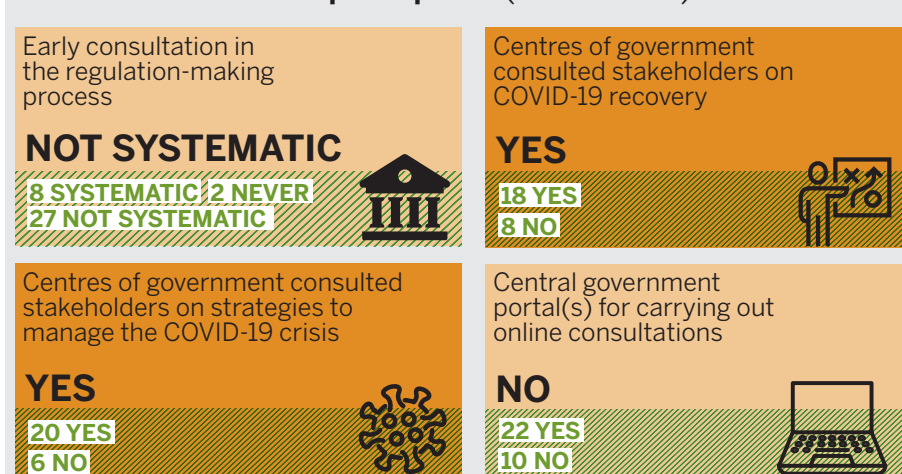 Early consultation in
the regulation-making
process
NOT SYSTEMATIC
8 SYSTEMATIC 2 NEVER
27 NOT SYSTEMATIC
Centres of government
consulted stakeholders on
COVID-19 recovery
YES
18 YES
8 NO
Centres of government consulted
stakeholders on strategies to
manage the COVID-19 crisis
YES
20 YES
6 NO
Central government
portal(s) for carrying out
online consultations
NO
22 YES
10 NO